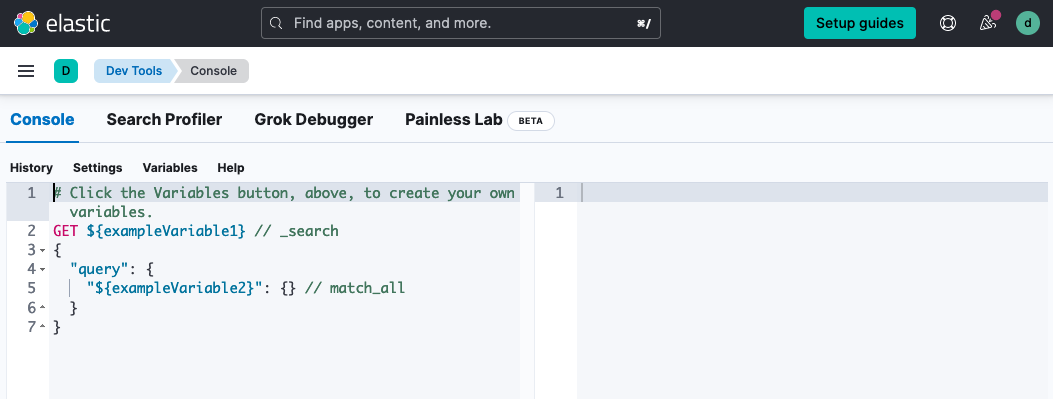 elastic
Find apps, content, and more.
⌘/
Setup guides
d
D
Dev Tools
Console
Console
Search Profiler
Grok Debugger
Painless Lab
BETA
History
Settings
Variables
Help
1 # Click the Variables button, above, to create your own
variables.
2 GET ${exampleVariable1} // _search
3 {
4 "query": {
5 "${exampleVariable2}": {} // match_all
6 }
7 }
1